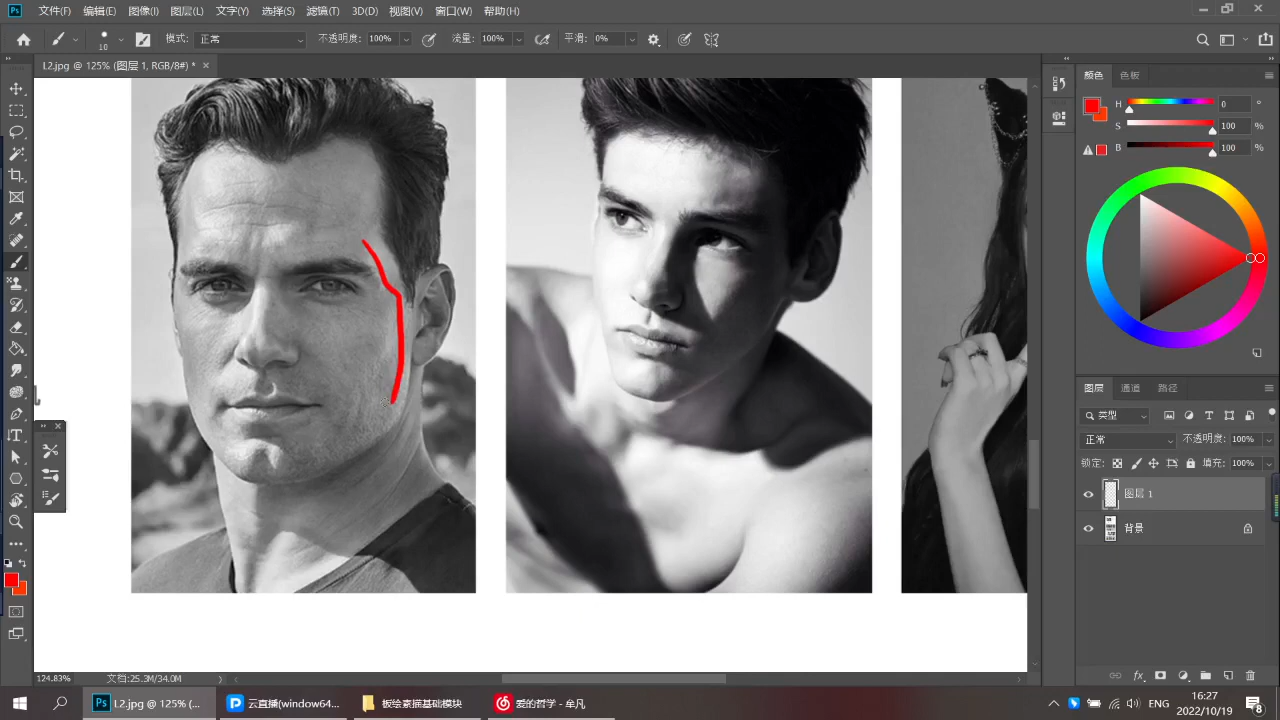 Ps 文件(F) 编辑(E) 图像(I) 图层(L) 文字(Y) 选择(S) 滤镜(T) 3D(D) 视图(V) 窗口(W) 帮助(H)
10 模式: 正常 不透明度: 100% 流量: 100% 平滑: 0%
L2.jpg @ 125% (图层 1, RGB/8#) * ×
颜色 色板
H 0 °
S 100 %
B 100 %
图层 通道 路径
类型
正常 不透明度: 100%
锁定: 填充: 100%
图层 1
背景
124.83% 文档:25.3M/34.0M
Ps L2.jpg @ 125% (...
云直播(window64...
板绘素描基础模块
爱的哲学 - 牟凡
ENG
16:27
2022/10/19
8